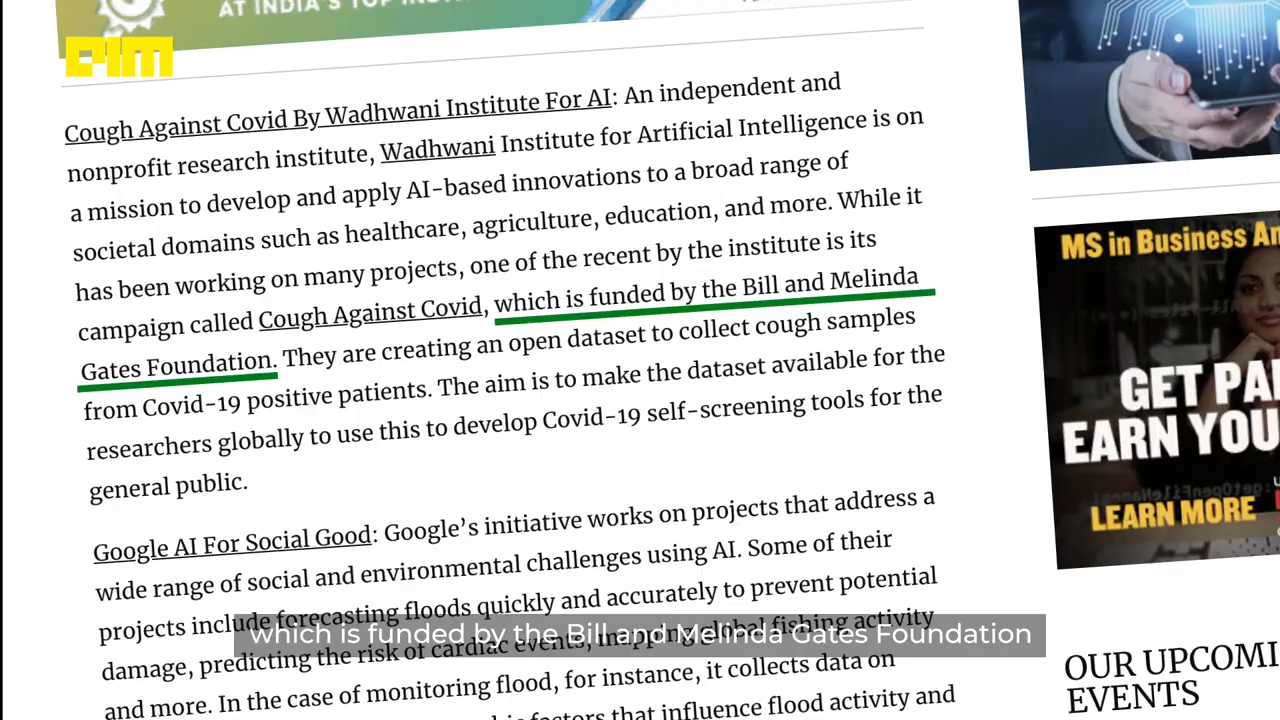 AT INDIA'S TOP
aim
Cough Against Covid By Wadhwani Institute For AI: An independent and
nonprofit research institute, Wadhwani Institute for Artificial Intelligence is on
a mission to develop and apply AI-based innovations to a broad range of
societal domains such as healthcare, agriculture, education, and more. While it
has been working on many projects, one of the recent by the institute is its
campaign called Cough Against Covid, which is funded by the Bill and Melinda
Gates Foundation. They are creating an open dataset to collect cough samples
from Covid-19 positive patients. The aim is to make the dataset available for the
researchers globally to use this to develop Covid-19 self-screening tools for the
general public.
Google AI For Social Good: Google's initiative works on projects that address a
wide range of social and environmental challenges using AI. Some of their
projects include forecasting floods quickly and accurately to prevent potential
damage, predicting the risk of cardiac events, mapping global fishing activity
and more. In the case of monitoring flood, for instance, it collects data on
factors that influence flood activity and
which is funded by the Bill and Melinda Gates Foundation
MS in Business
GET
EARN
LEARN MORE
OUR
EVENTS